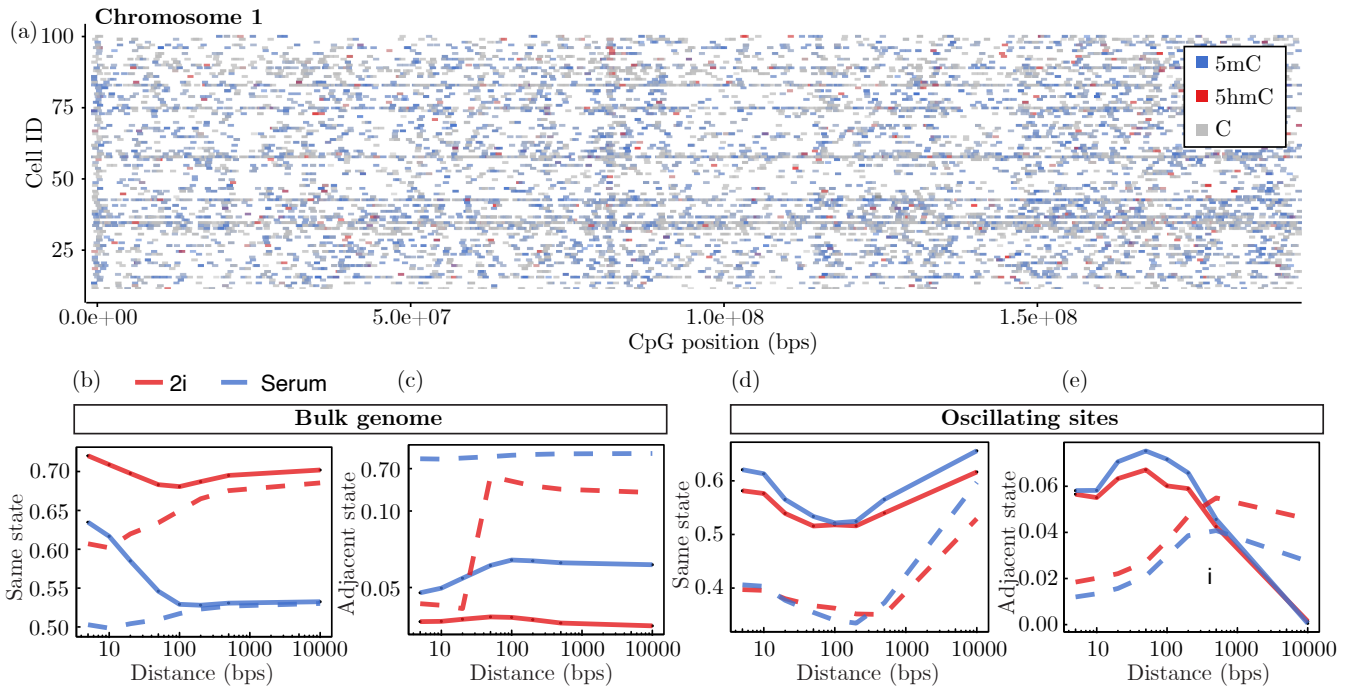 Chromosome 1
(a)
100
75
50
25
Cell ID
5mC
5hmC
C
0.0e+00 5.0e+07 1.0e+08 1.5e+08
CpG position (bps)
(b) 2i Serum (c) (d) (e)
Bulk genome
Oscillating sites
Same state
0.70
0.65
0.60
0.55
0.50
10 100 1000 10000
Distance (bps)
Adjacent state
0.70
0.10
0.05
10 100 1000 10000
Distance (bps)
Same state
0.6
0.5
0.4
10 100 1000 10000
Distance (bps)
Adjacent state
0.06
0.04
0.02
0.00
i
10 100 1000 10000
Distance (bps)